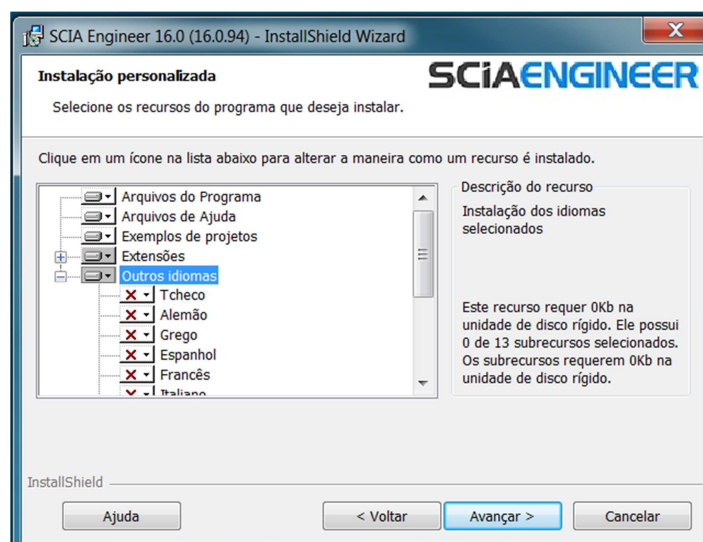 SCIA Engineer 16.0 (16.0.94) - InstallShield Wizard
Instalação personalizada
SCiAENGINEER
Selecione os recursos do programa que deseja instalar.
Clique em um ícone na lista abaixo para alterar a maneira como um recurso é instalado.
Arquivos do Programa
Arquivos de Ajuda
Exemplos de projetos
Extensões
Outros idiomas
Tcheco
Alemão
Grego
Espanhol
Francês
Italiano
Descrição do recurso
Instalação dos idiomas
selecionados
Este recurso requer 0Kb na
unidade de disco rígido. Ele possui
0 de 13 subrecursos selecionados.
Os subrecursos requerem 0Kb na
unidade de disco rígido.
InstallShield
Ajuda
< Voltar
Avançar >
Cancelar